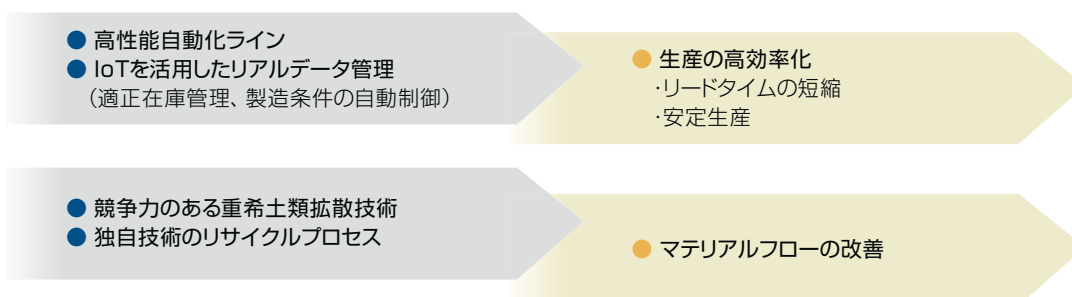 ● 高性能自動化ライン
● IoTを活用したリアルデータ管理
（適正在庫管理、製造条件の自動制御）
● 生産の高効率化
・リードタイムの短縮
・安定生産
● 競争力のある重希土類拡散技術
● 独自技術のリサイクルプロセス
● マテリアルフローの改善